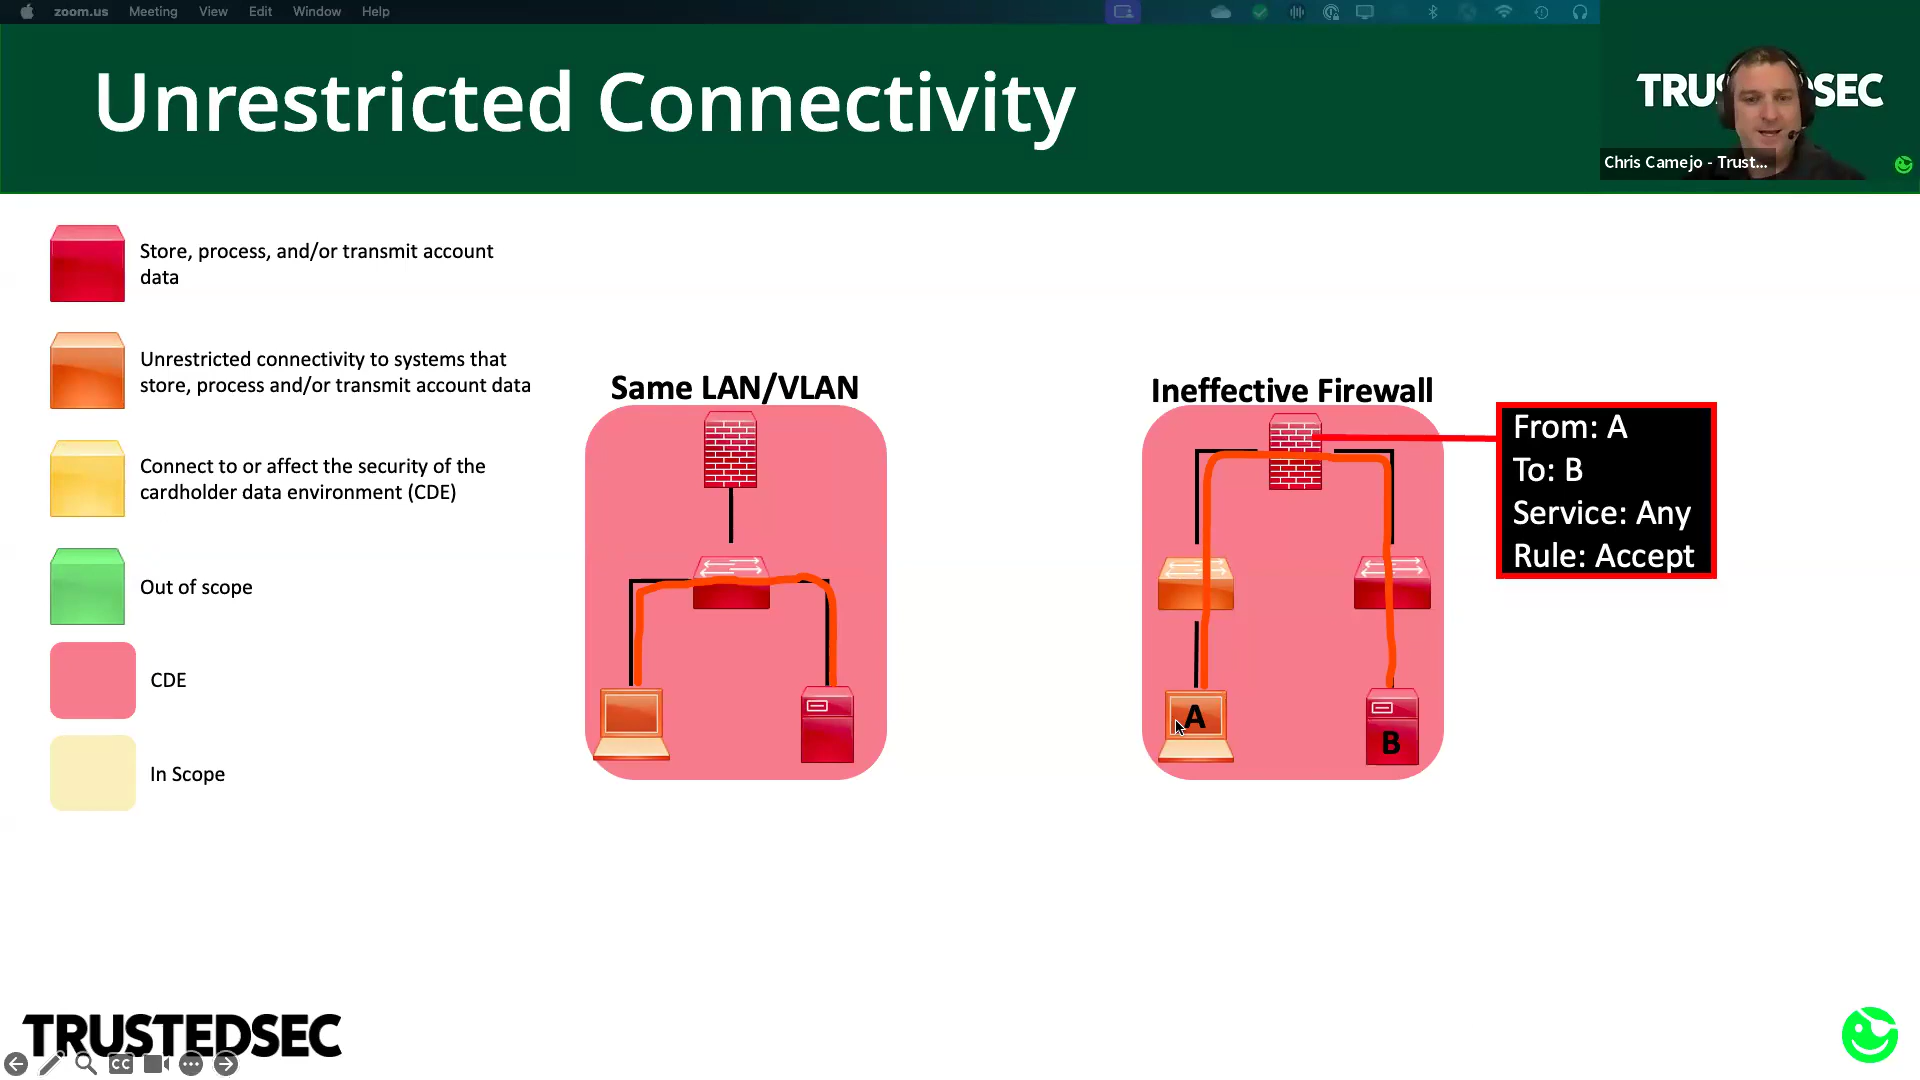 zoom.us Meeting View Edit Window Help
Unrestricted Connectivity
TRUS SEC
Chris Camejo - Trust...
Store, process, and/or transmit account
data
Unrestricted connectivity to systems that
store, process and/or transmit account data
Connect to or affect the security of the
cardholder data environment (CDE)
Out of scope
CDE
In Scope
Same LAN/VLAN
Ineffective Firewall
From: A
To: B
Service: Any
Rule: Accept
A
B
TRUSTEDSEC
CC